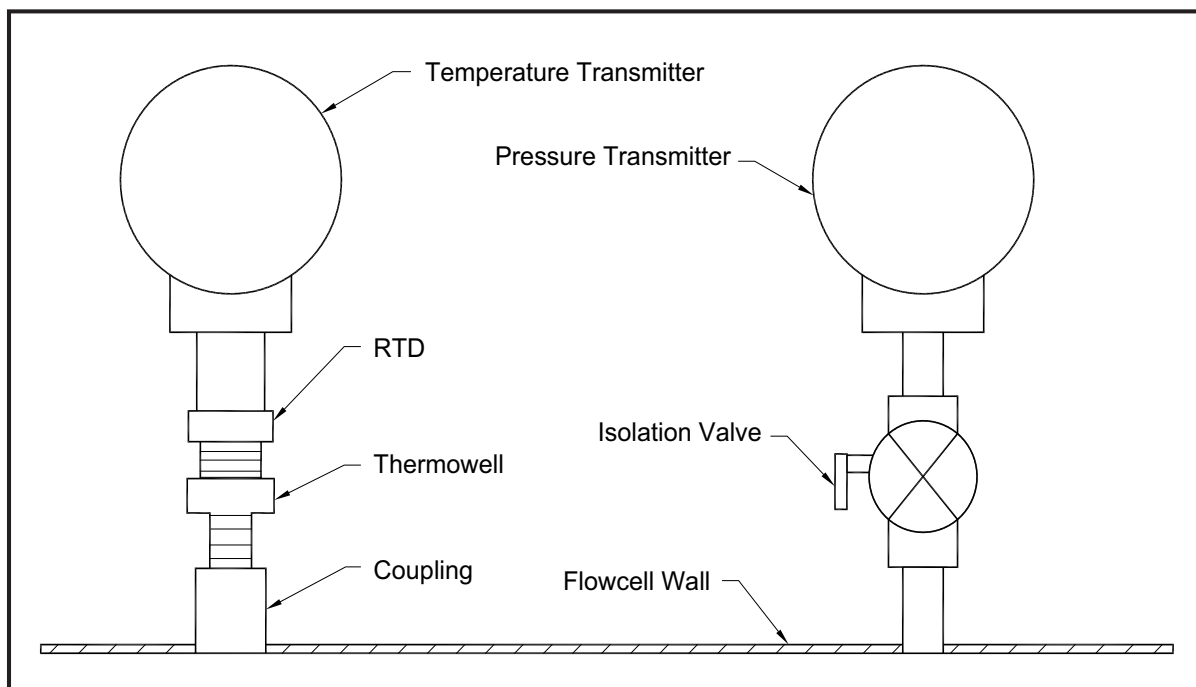 Temperature Transmitter
Pressure Transmitter
RTD
Isolation Valve
Thermowell
Coupling
Flowcell Wall